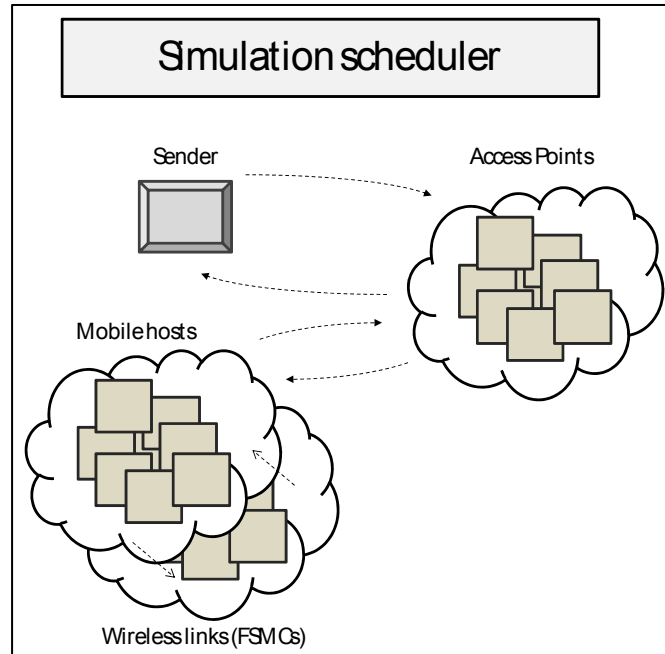 Simulation scheduler
Sender
Access Points
Mobile hosts
Wireless links (FSMCs)